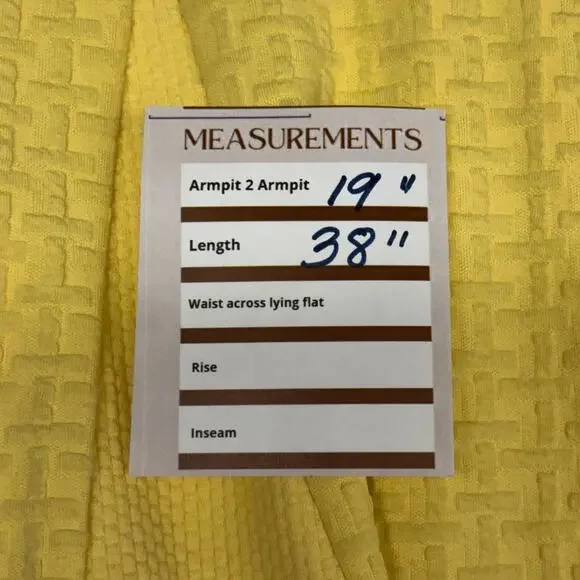 MEASUREMENTS
Armpit 2 Armpit 19"
Length 38"
Waist across lying flat
Rise
Inseam